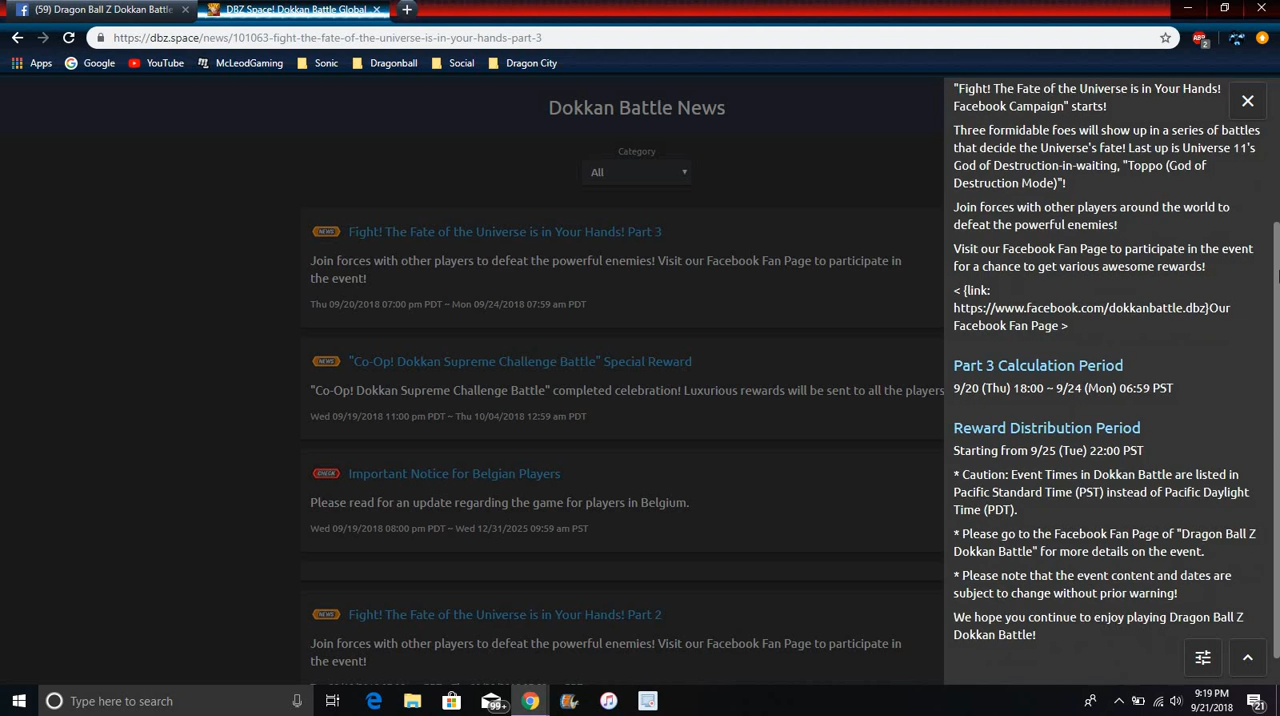 (59) Dragon Ball Z Dokkan Battle
DBZ Space! Dokkan Battle Global
https://dbz.space/news/101063-fight-the-fate-of-the-universe-is-in-your-hands-part-3
ABP
2
Apps
Google
YouTube
McLeodGaming
Sonic
Dragonball
Social
Dragon City
Dokkan Battle News
Category
All
NEWS
Fight! The Fate of the Universe is in Your Hands! Part 3
Join forces with other players to defeat the powerful enemies! Visit our Facebook Fan Page to participate in
the event!
Thu 09/20/2018 07:00 pm PDT ~ Mon 09/24/2018 07:59 am PDT
NEWS
"Co-Op! Dokkan Supreme Challenge Battle" Special Reward
"Co-Op! Dokkan Supreme Challenge Battle" completed celebration! Luxurious rewards will be sent to all the players
Wed 09/19/2018 11:00 pm PDT ~ Thu 10/04/2018 12:59 am PDT
Important Notice for Belgian Players
Please read for an update regarding the game for players in Belgium.
Wed 09/19/2018 08:00 pm PDT ~ Wed 12/31/2025 09:59 am PST
NEWS
Fight! The Fate of the Universe is in Your Hands! Part 2
Join forces with other players to defeat the powerful enemies! Visit our Facebook Fan Page to participate in
the event!
"Fight! The Fate of the Universe is in Your Hands!
Facebook Campaign" starts!
Three formidable foes will show up in a series of battles
that decide the Universe's fate! Last up is Universe 11's
God of Destruction-in-waiting, "Toppo (God of
Destruction Mode)"!
Join forces with other players around the world to
defeat the powerful enemies!
Visit our Facebook Fan Page to participate in the event
for a chance to get various awesome rewards!
< {link:
https://www.facebook.com/dokkanbattle.dbz}Our
Facebook Fan Page >
Part 3 Calculation Period
9/20 (Thu) 18:00 ~ 9/24 (Mon) 06:59 PST
Reward Distribution Period
Starting from 9/25 (Tue) 22:00 PST
* Caution: Event Times in Dokkan Battle are listed in
Pacific Standard Time (PST) instead of Pacific Daylight
Time (PDT).
* Please go to the Facebook Fan Page of "Dragon Ball Z
Dokkan Battle" for more details on the event.
* Please note that the event content and dates are
subject to change without prior warning!
We hope you continue to enjoy playing Dragon Ball Z
Dokkan Battle!
Type here to search
99+
9:19 PM
9/21/2018
21